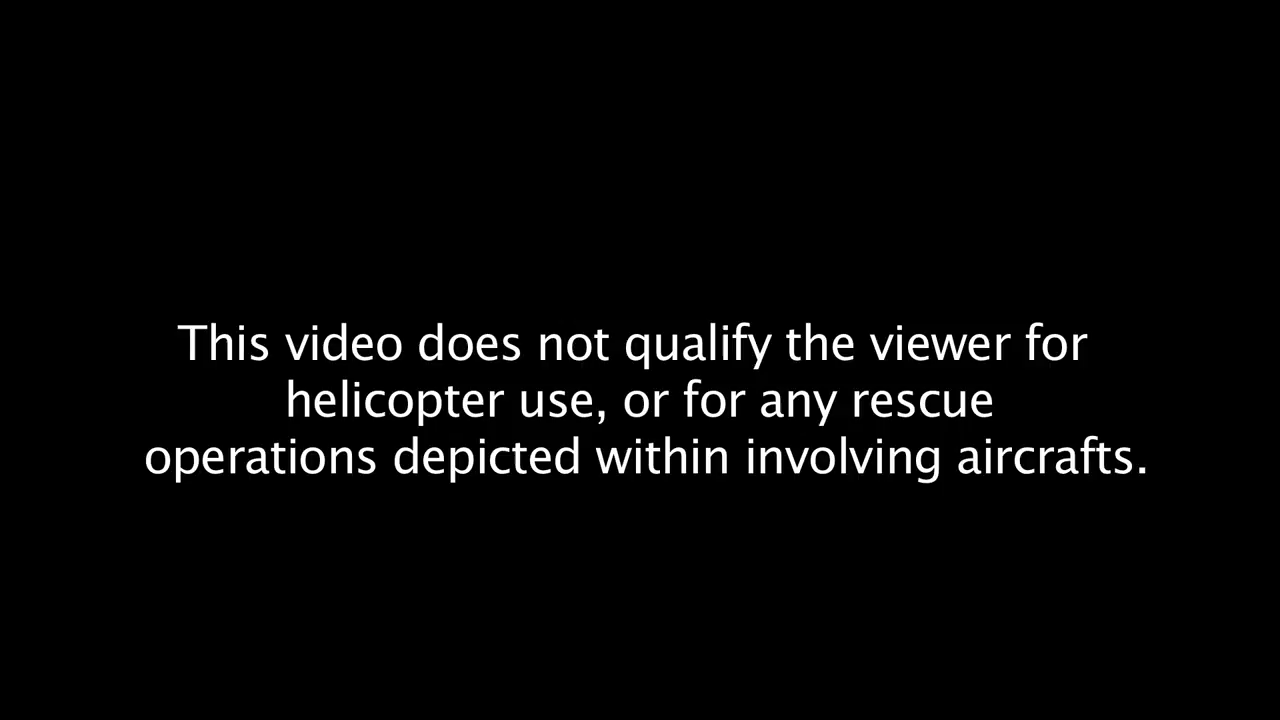 This video does not qualify the viewer for
helicopter use, or for any rescue
operations depicted within involving aircrafts.